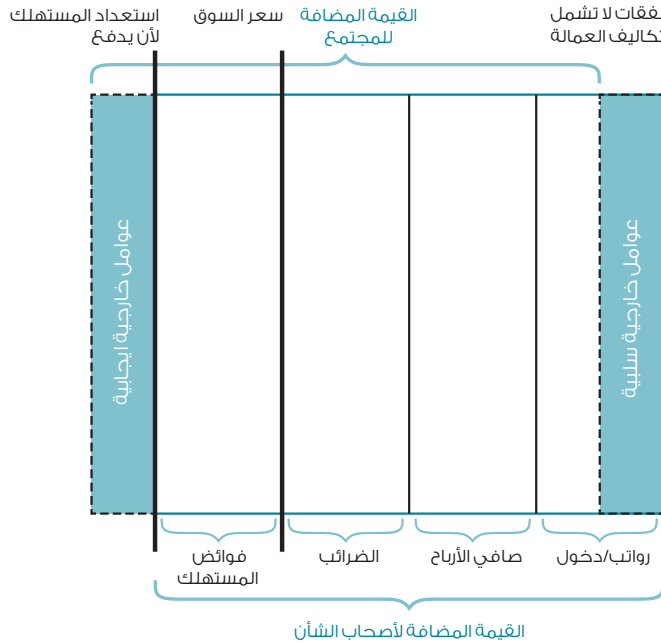 نفقات لا تشمل
تكاليف العمالة
القيمة المضافة
للمجتمع
سعر السوق
استعداد المستهلك
لأن يدفع
عوامل خارجية سلبية
عوامل خارجية ايجابية
رواتب/دخول
صافي الأرباح
الضرائب
فوائض
المستهلك
القيمة المضافة لأصحاب الشأن